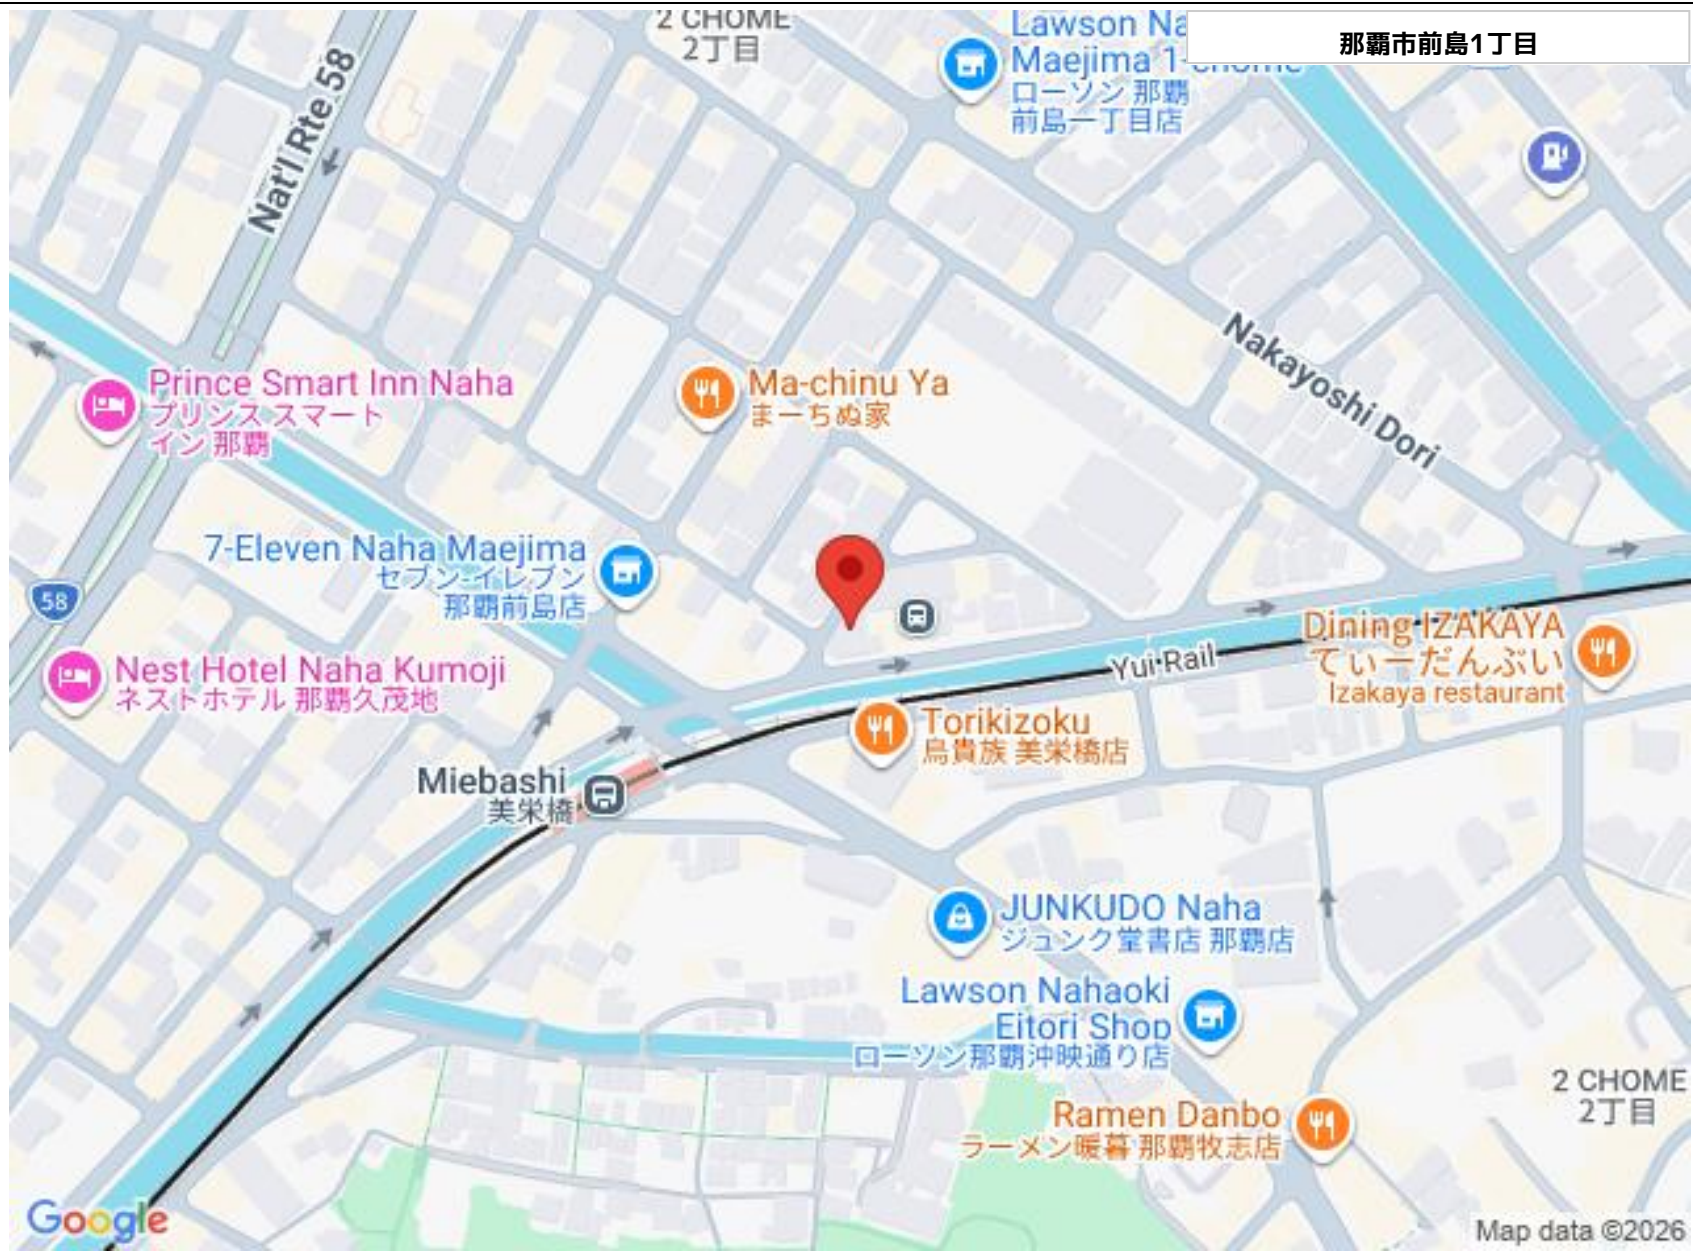 2 CHOME
2丁目
Lawson Na
Maejima 1-chome
ローソン 那覇
前島一丁目店
那覇市前島1丁目
Nat'l Rte 58
Nakayoshi Dori
Prince Smart Inn Naha
プリンス スマート
イン 那覇
Ma-chinu Ya
まーちぬ家
7-Eleven Naha Maejima
セブン-イレブン
那覇前島店
58
Nest Hotel Naha Kumoji
ネストホテル 那覇久茂地
Dining IZAKAYA
てぃーだんぶい
Izakaya restaurant
Yui Rail
Torikizoku
鳥貴族 美栄橋店
Miebashi
美栄橋
JUNKUDO Naha
ジュンク堂書店 那覇店
Lawson Nahaoki
Eitori Shop
ローソン那覇沖映通り店
2 CHOME
2丁目
Ramen Danbo
ラーメン暖暮 那覇牧志店
Google
Map data ©2026